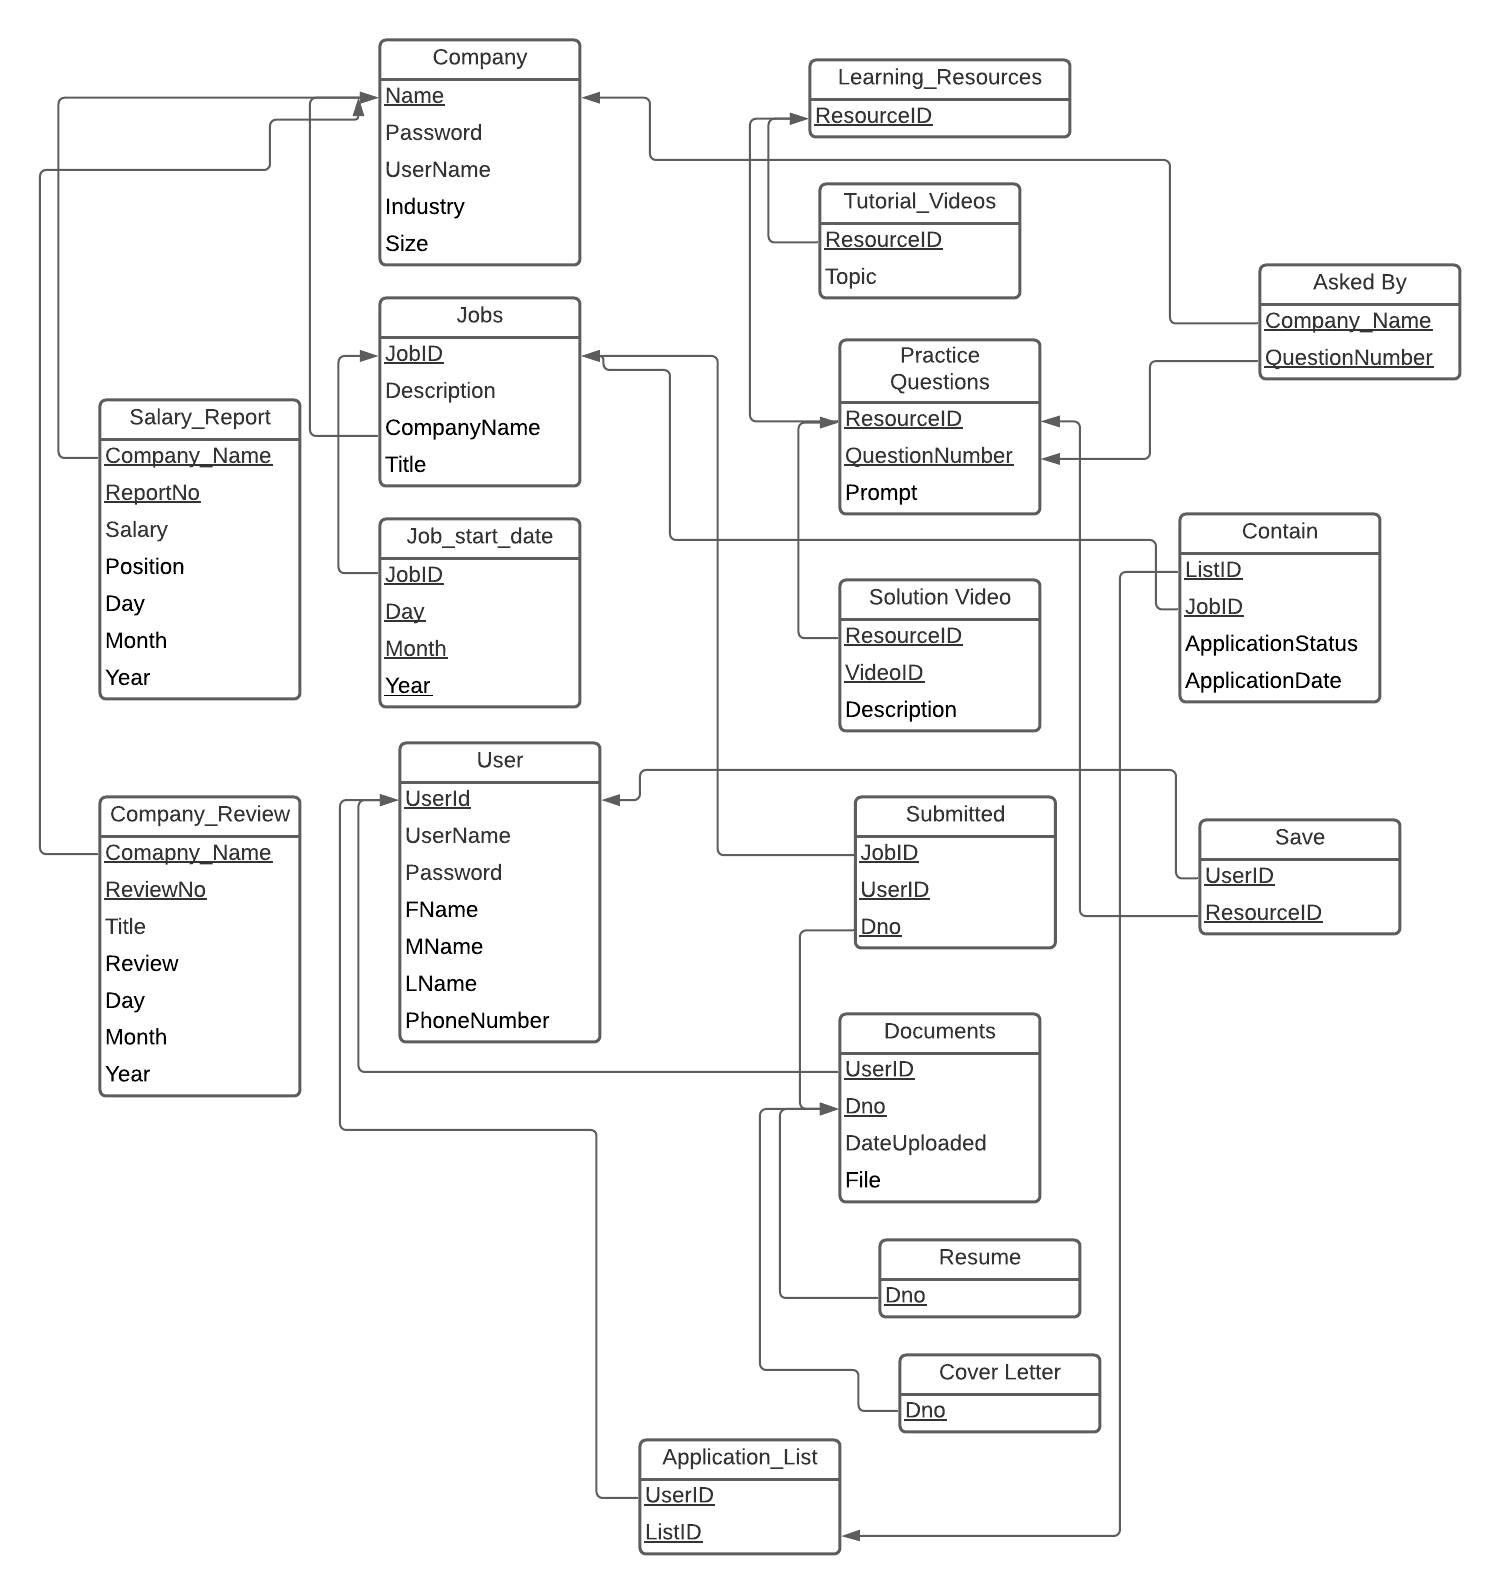 Company
Name
Password
UserName
Industry
Size
Learning_Resources
ResourceID
Tutorial_Videos
ResourceID
Topic
Asked By
Company_Name
QuestionNumber
Jobs
JobID
Description
CompanyName
Title
Practice
Questions
ResourceID
QuestionNumber
Prompt
Salary_Report
Company_Name
ReportNo
Salary
Position
Day
Month
Year
Job_start_date
JobID
Day
Month
Year
Contain
ListID
JobID
ApplicationStatus
ApplicationDate
Solution Video
ResourceID
VideoID
Description
User
UserId
UserName
Password
FName
MName
LName
PhoneNumber
Company_Review
Comapny_Name
ReviewNo
Title
Review
Day
Month
Year
Submitted
JobID
UserID
Dno
Save
UserID
ResourceID
Documents
UserID
Dno
DateUploaded
File
Resume
Dno
Cover Letter
Dno
Application_List
UserID
ListID